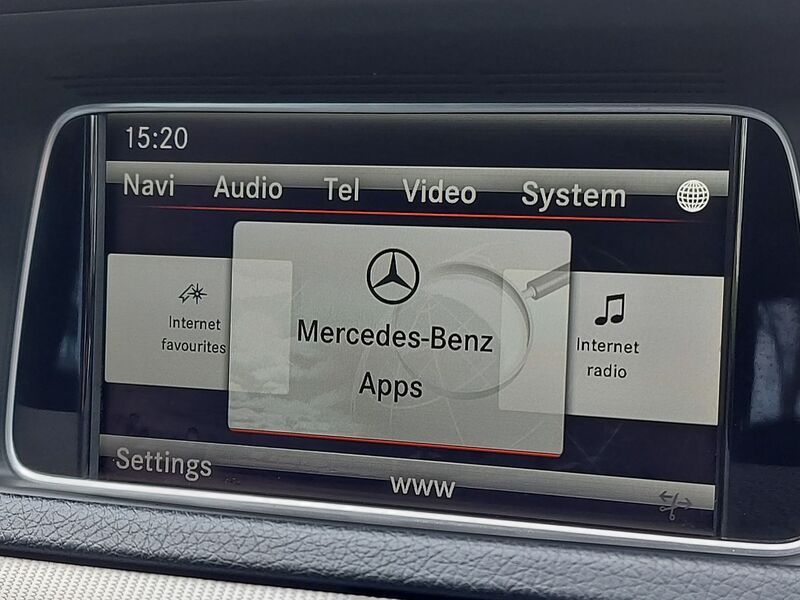 15:20
Navi Audio Tel Video System
Internet
favourites
Mercedes-Benz
Apps
Internet
radio
Settings
www